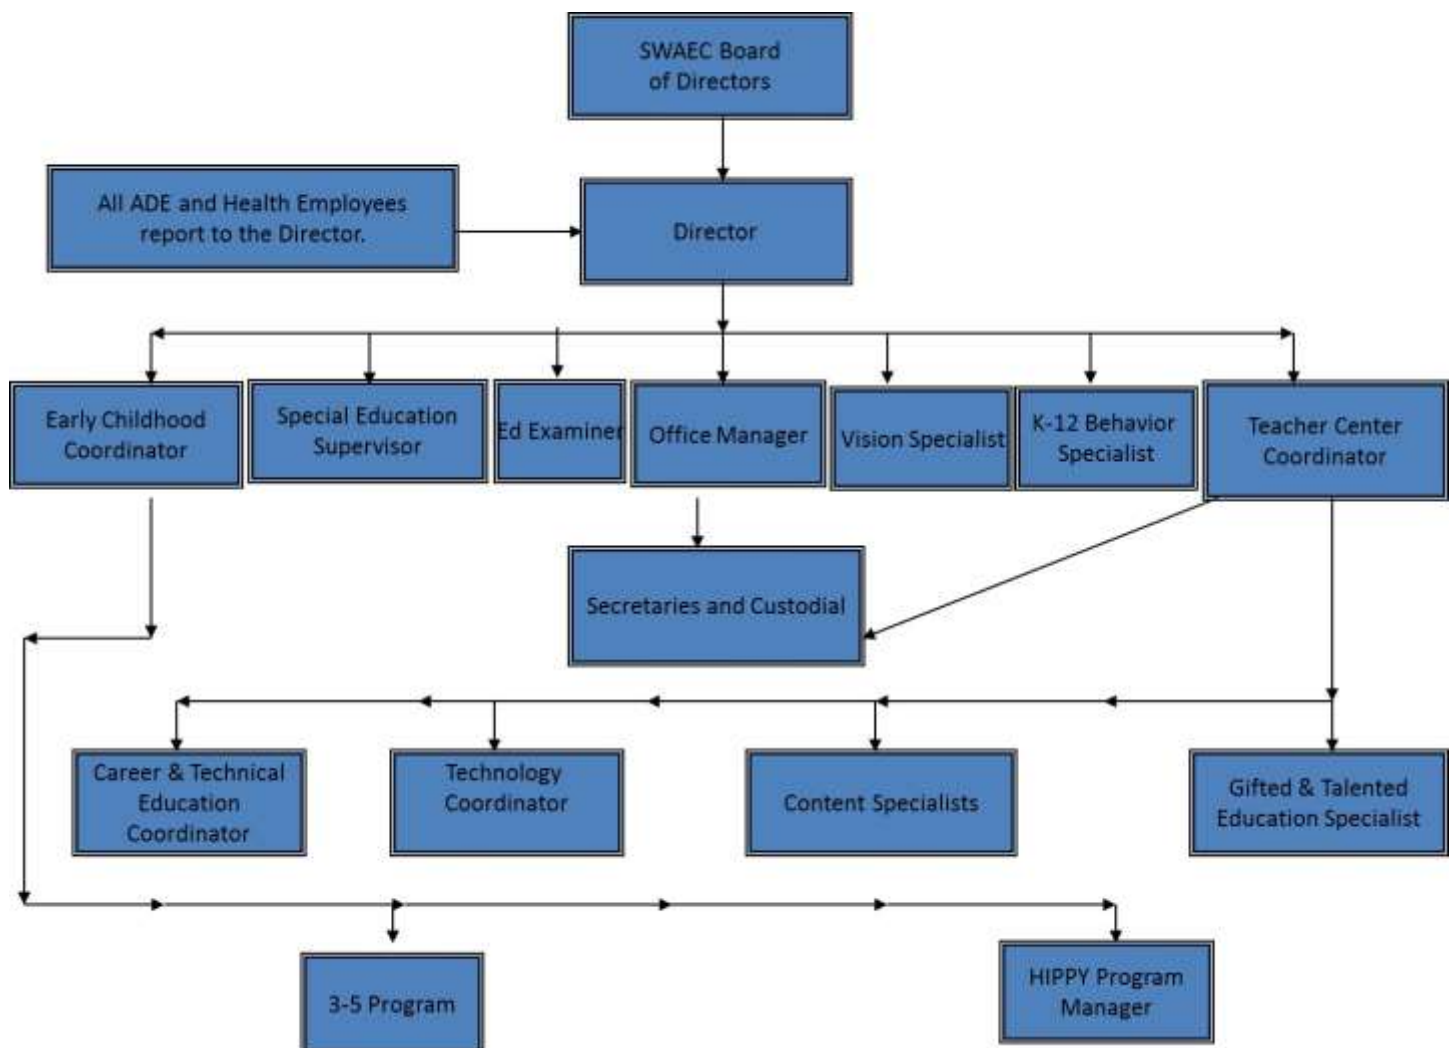 SWAEC Board
of Directors
All ADE and Health Employees
report to the Director.
Director
Early Childhood
Coordinator
Special Education
Supervisor
Ed Examiner
Office Manager
Vision Specialist
K-12 Behavior
Specialist
Teacher Center
Coordinator
Secretaries and Custodial
Career & Technical
Education
Coordinator
Technology
Coordinator
Content Specialists
Gifted & Talented
Education Specialist
3-5 Program
HIPPY Program
Manager